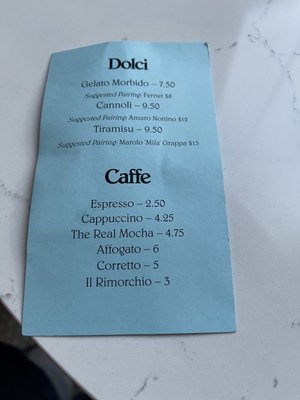 Dolci
Gelato Morbido – 7.50
Suggested Pairing: Fernet $8
Cannoli – 9.50
Suggested Pairing: Amaro Nonino $12
Tiramisu – 9.50
Suggested Pairing: Marolo 'Mila' Grappa $15
Caffe
Espresso – 2.50
Cappuccino – 4.25
The Real Mocha – 4.75
Affogato – 6
Corretto – 5
Il Rimorchio – 3